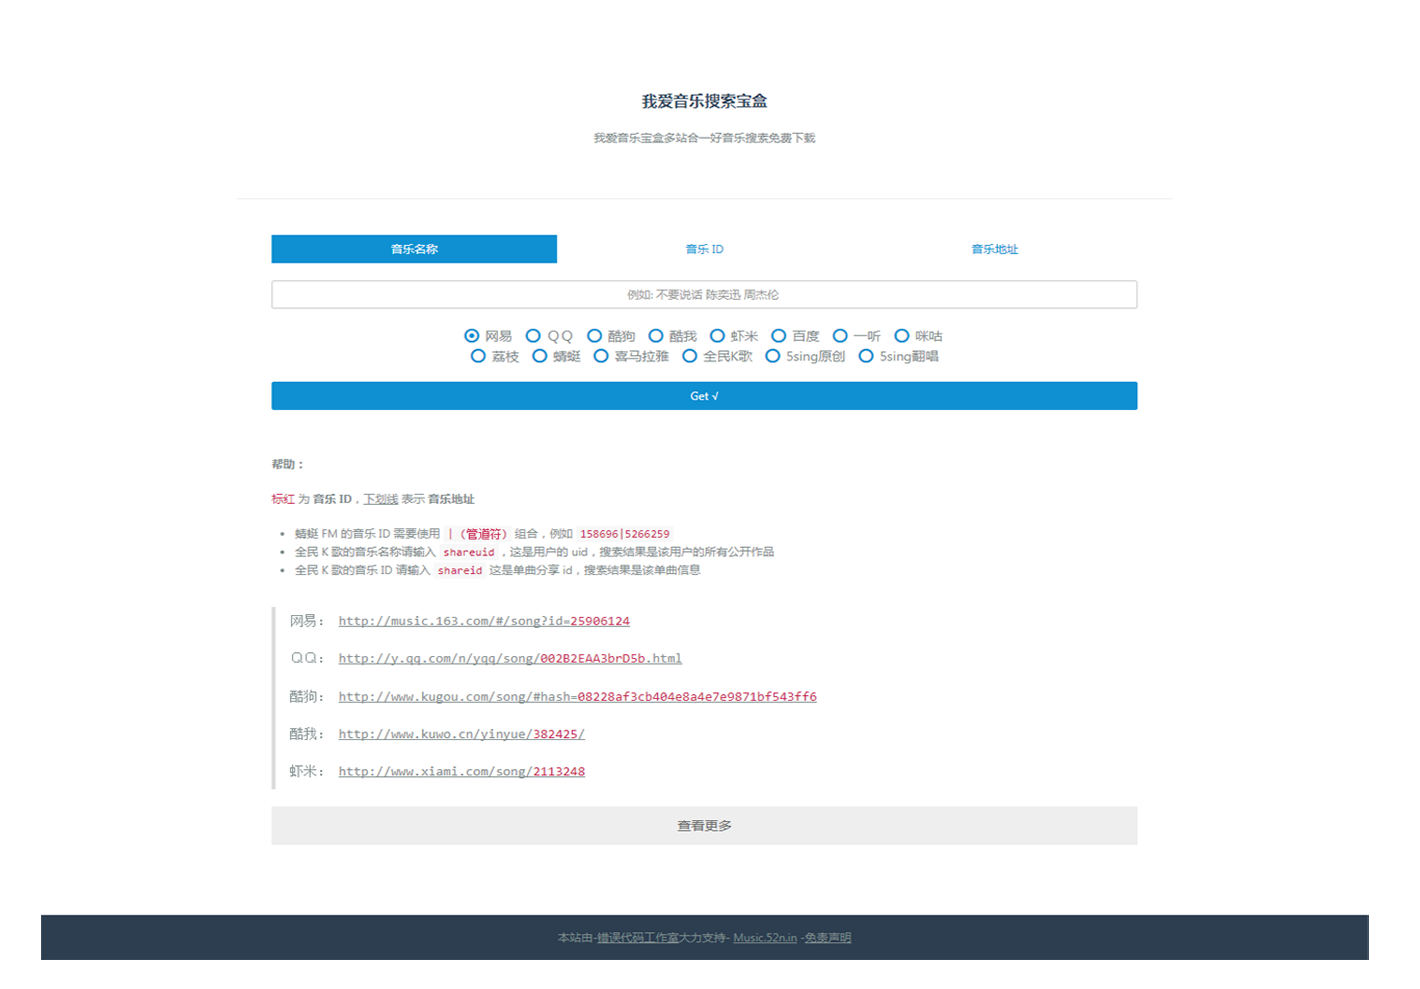 我爱音乐搜索宝盒
我爱音乐宝盒多站合一好音乐搜索免费下载
音乐名称 音乐 ID 音乐地址
例如: 不要说话 陈奕迅 周杰伦
网易 QQ 酷狗 酷我 虾米 百度 一听 咪咕
荔枝 蜻蜓 喜马拉雅 全民K歌 5sing原创 5sing翻唱
Get √
帮助：
标红 为 音乐 ID，下划线 表示 音乐地址
• 蜻蜓 FM 的音乐 ID 需要使用 |（管道符） 组合，例如 158696|5266259
• 全民 K 歌的音乐名称请输入 shareuid ，这是用户的 uid，搜索结果是该用户的所有公开作品
• 全民 K 歌的音乐 ID 请输入 shareid 这是单曲分享 id，搜索结果是该单曲信息
网易： http://music.163.com/#/song?id=25906124
QQ： http://y.qq.com/n/yqq/song/002B2EAA3brD5b.html
酷狗： http://www.kugou.com/song/#hash=08228af3cb404e8a4e7e9871bf543ff6
酷我： http://www.kuwo.cn/yinyue/382425/
虾米： http://www.xiami.com/song/2113248
查看更多
本站由-错误代码工作室大力支持- Music.52n.in -免责声明